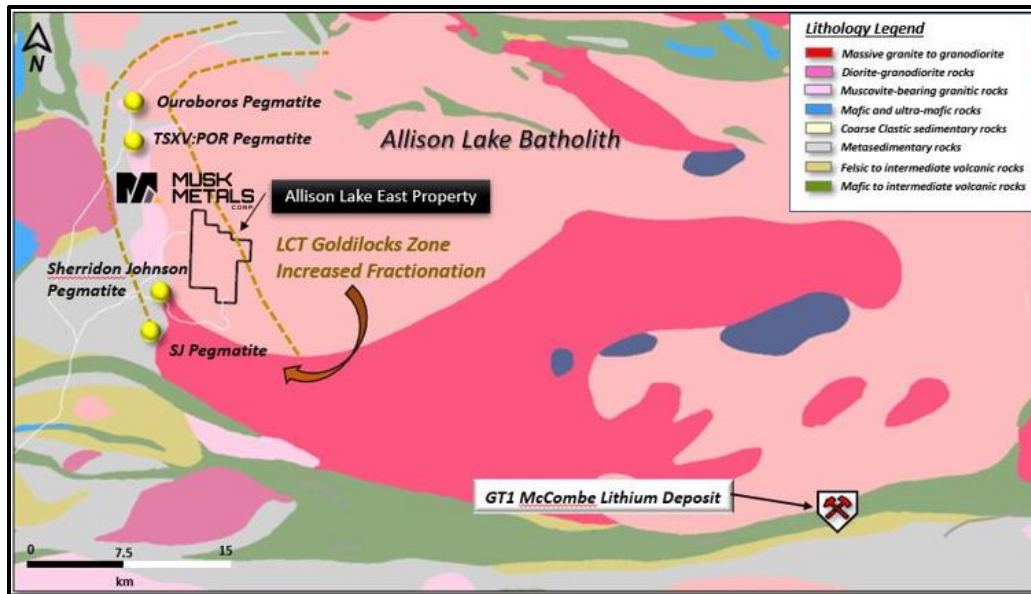 N
Ouroboros Pegmatite
TSXV:POR Pegmatite
MUSK
METALS
CORP.
Allison Lake Batholith
Allison Lake East Property
LCT Goldilocks Zone
Increased Fractionation
Sherridon Johnson
Pegmatite
SJ Pegmatite
GT1 McCombe Lithium Deposit
0
7.5
15
km
Lithology Legend
Massive granite to granodiorite
Diorite-granodiorite rocks
Muscovite-bearing granitic rocks
Mafic and ultra-mafic rocks
Coarse Clastic sedimentary rocks
Metasedimentary rocks
Felsic to intermediate volcanic rocks
Mafic to intermediate volcanic rocks